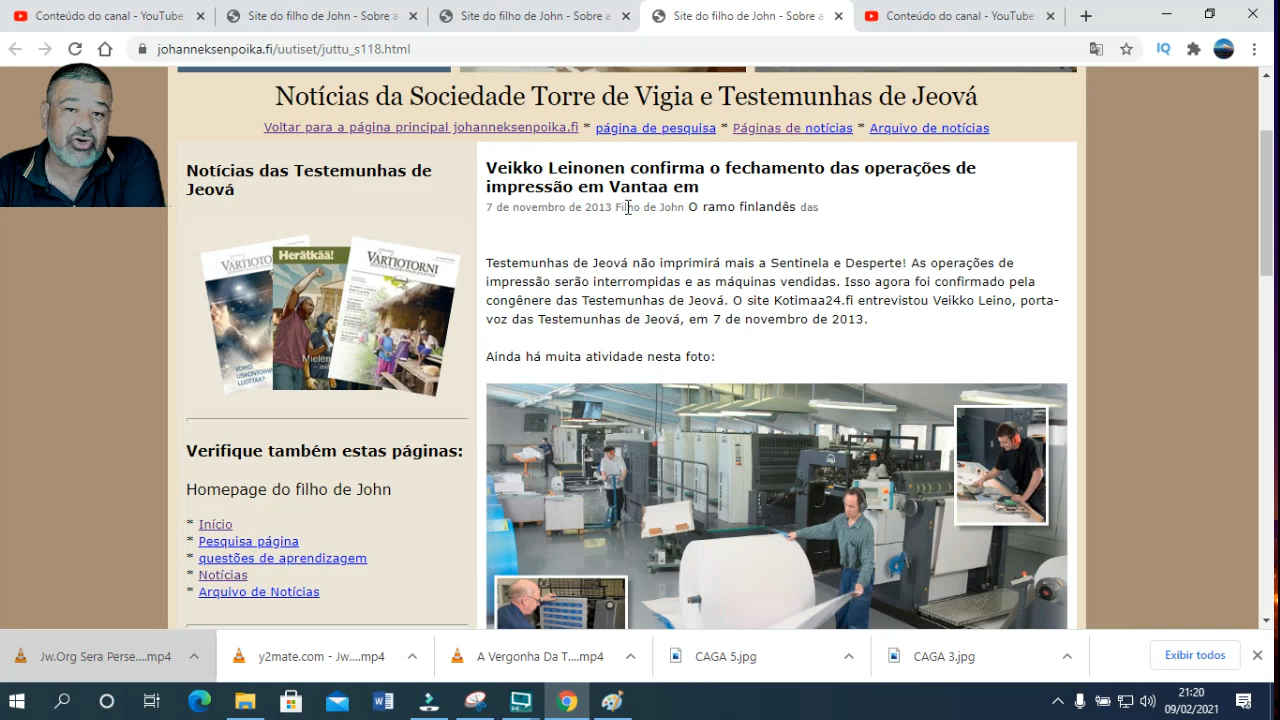 Conteúdo do canal - YouTube
Site do filho de John - Sobre a
Site do filho de John - Sobre a
Site do filho de John - Sobre a
Conteúdo do canal - YouTube
johanneksenpoika.fi/uutiset/juttu_s118.html
Notícias da Sociedade Torre de Vigia e Testemunhas de Jeová
Voltar para a página principal johanneksenpoika.fi * página de pesquisa * Páginas de notícias * Arquivo de notícias
Notícias das Testemunhas de
Jeová
VARTIOTORNI
Herätkää!
VARTIOTORNI
VOIKO
USKONTOIHIN
LUOTTAA?
Verifique também estas páginas:
Homepage do filho de John
* Início
* Pesquisa página
* questões de aprendizagem
* Notícias
* Arquivo de Notícias
Veikko Leinonen confirma o fechamento das operações de
impressão em Vantaa em
7 de novembro de 2013 Filho de John O ramo finlandês das
Testemunhas de Jeová não imprimirá mais a Sentinela e Desperte! As operações de
impressão serão interrompidas e as máquinas vendidas. Isso agora foi confirmado pela
congênere das Testemunhas de Jeová. O site Kotimaa24.fi entrevistou Veikko Leino, porta-
voz das Testemunhas de Jeová, em 7 de novembro de 2013.
Ainda há muita atividade nesta foto:
Jw.Org Sera Perse....mp4
y2mate.com - Jw....mp4
A Vergonha Da T....mp4
CAGA 5.jpg
CAGA 3.jpg
Exibir todos
21:20
09/02/2021